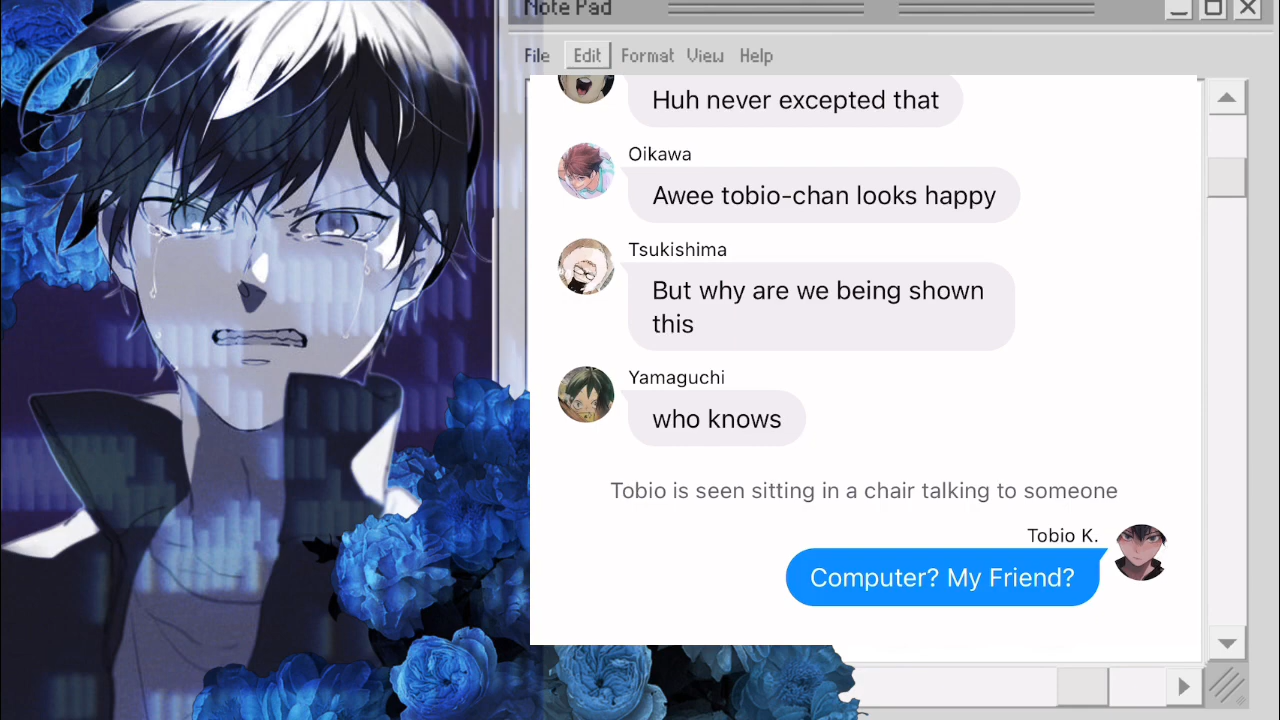 Note Pad
File Edit Format View Help
Huh never excepted that
Oikawa
Awee tobio-chan looks happy
Tsukishima
But why are we being shown
this
Yamaguchi
who knows
Tobio is seen sitting in a chair talking to someone
Tobio K.
Computer? My Friend?